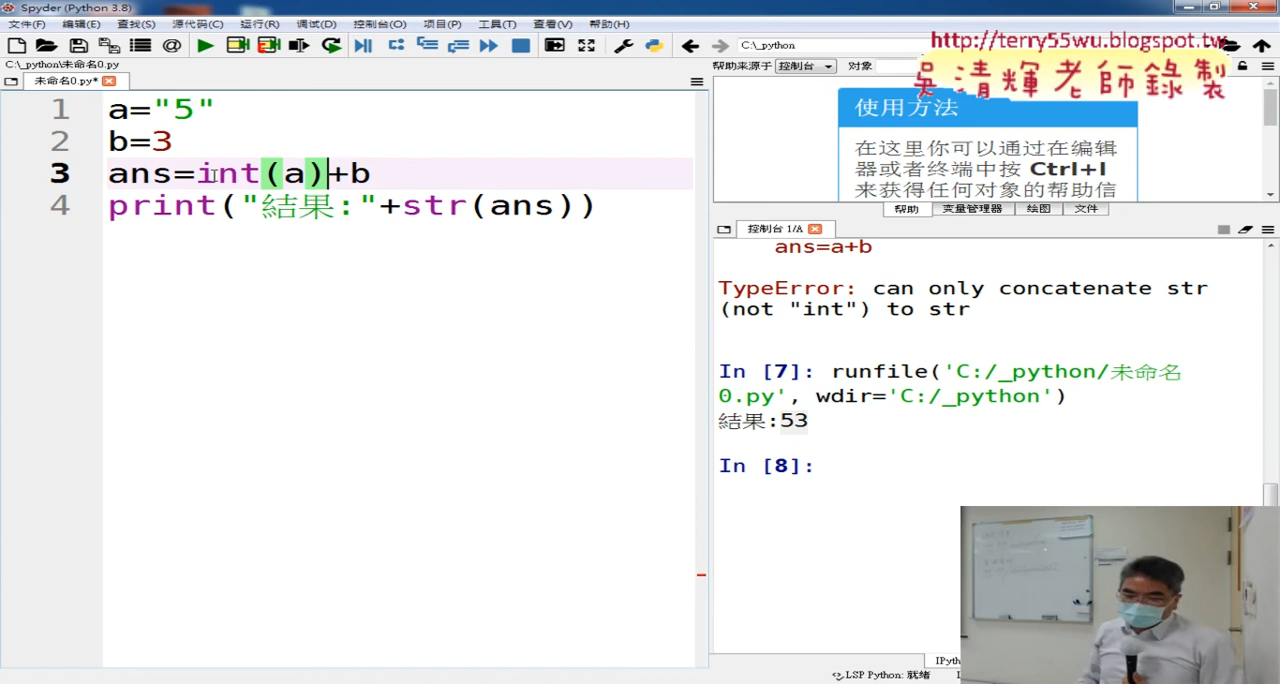 Spyder (Python 3.8)
文件(F) 编辑(E) 查找(S) 源代码(C) 运行(R) 调试(D) 控制台(O) 项目(P) 工具(T) 查看(V) 帮助(H)
C:\_python
http://terry55wu.blogspot.tw
吳清輝老師錄製
C:\_python\未命名0.py
未命名0.py*
帮助来源于 控制台 对象
1 a="5"
2 b=3
3 ans=int(a)+b
4 print("結果:"+str(ans))
使用方法
在这里你可以通过在编辑
器或者终端中按 Ctrl+I
来获得任何对象的帮助信
帮助 变量管理器 绘图 文件
控制台 1/A
ans=a+b
TypeError: can only concatenate str
(not "int") to str
In [7]: runfile('C:/_python/未命名
0.py', wdir='C:/_python')
結果:53
In [8]:
LSP Python: 就绪